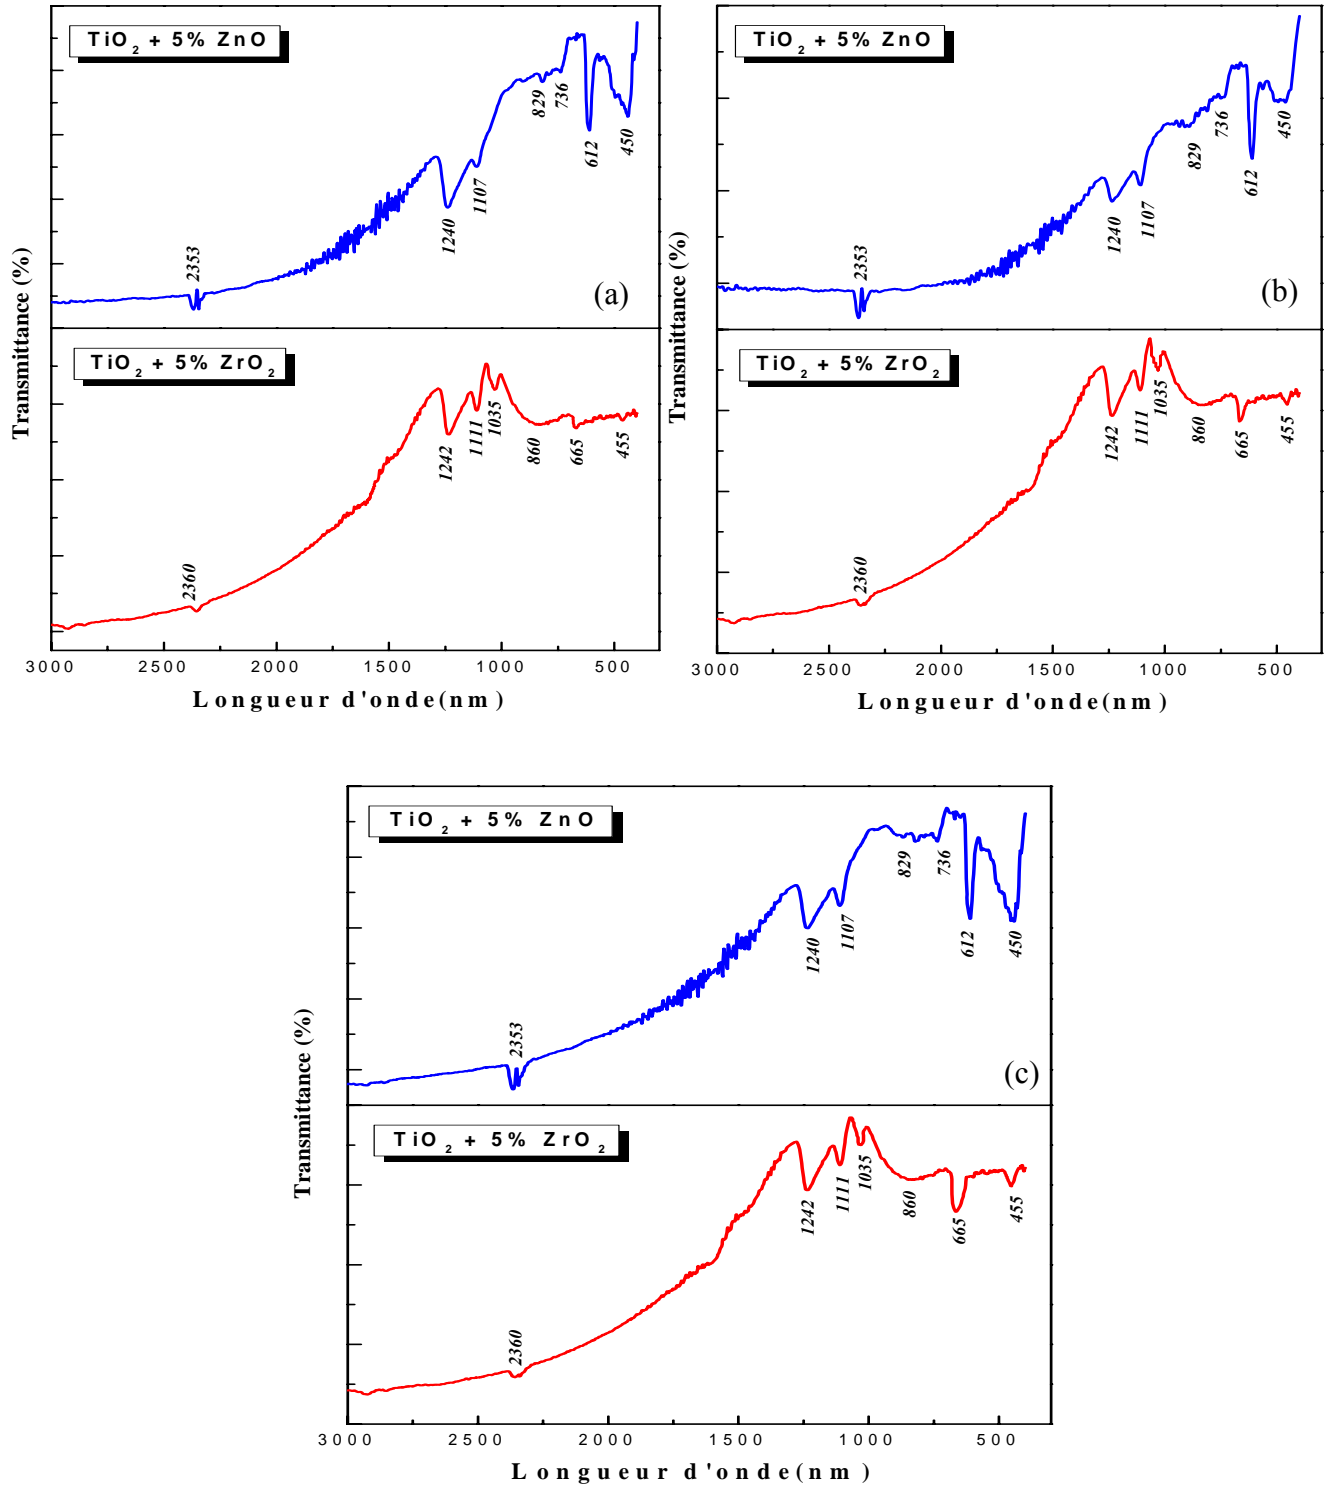 TiO2 + 5% ZnO
829
736
612
450
1240
1107
2353
(a)
TiO2 + 5% ZrO2
1242
1111
1035
860
665
455
2360
Transmittance (%)
3000 2500 2000 1500 1000 500
Longueur d'onde(nm)
TiO2 + 5% ZnO
829
736
612
450
1240
1107
2353
(b)
TiO2 + 5% ZrO2
1242
1111
1035
860
665
455
2360
Transmittance (%)
3000 2500 2000 1500 1000 500
Longueur d'onde(nm)
TiO2 + 5% ZnO
829
736
612
450
1240
1107
2353
(c)
TiO2 + 5% ZrO2
1242
1111
1035
860
665
455
2360
Transmittance (%)
3000 2500 2000 1500 1000 500
Longueur d'onde(nm)